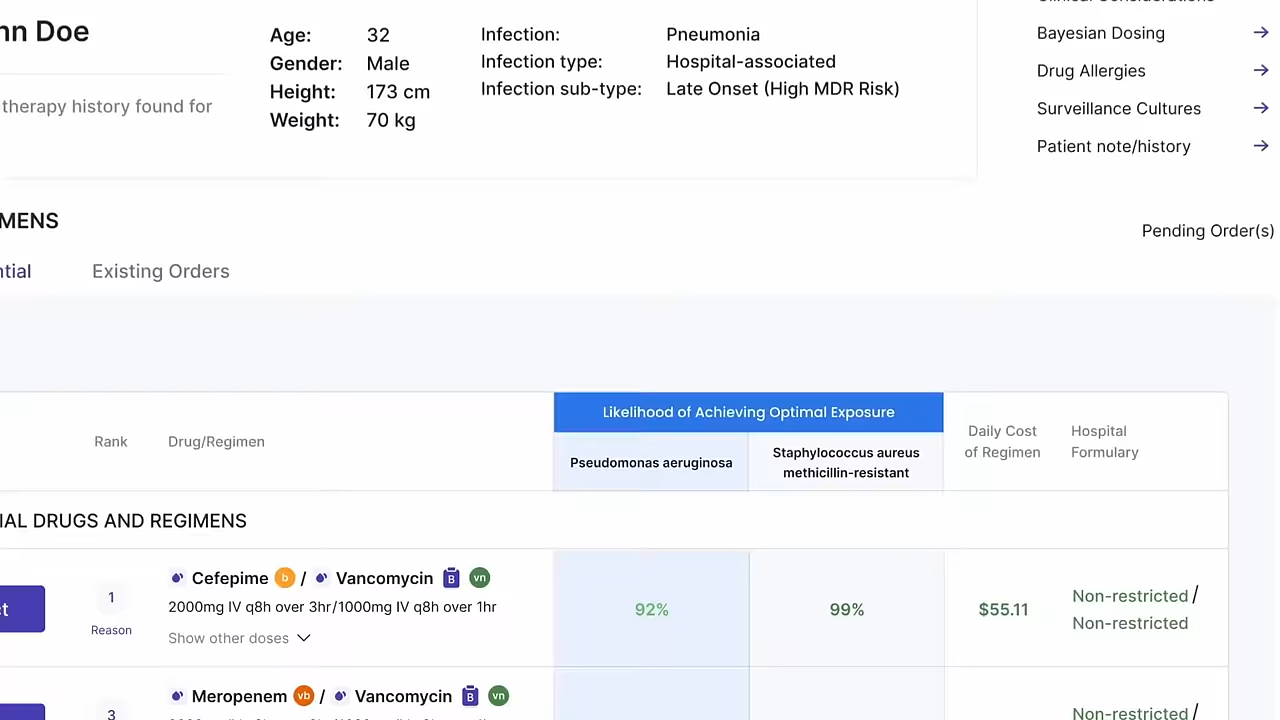 nn Doe
Age: 32
Gender: Male
Height: 173 cm
Weight: 70 kg
therapy history found for
Infection: Pneumonia
Infection type: Hospital-associated
Infection sub-type: Late Onset (High MDR Risk)
Clinical Considerations
Bayesian Dosing
Drug Allergies
Surveillance Cultures
Patient note/history
MENS
Pending Order(s)
ntial Existing Orders
Rank
Drug/Regimen
Likelihood of Achieving Optimal Exposure
Pseudomonas aeruginosa
Staphylococcus aureus
methicillin-resistant
Daily Cost
of Regimen
Hospital
Formulary
IAL DRUGS AND REGIMENS
ct
1
Reason
Cefepime b / Vancomycin B vn
2000mg IV q8h over 3hr/1000mg IV q8h over 1hr
Show other doses
92%
99%
$55.11
Non-restricted /
Non-restricted
3
Meropenem vb / Vancomycin B vn
Non-restricted /